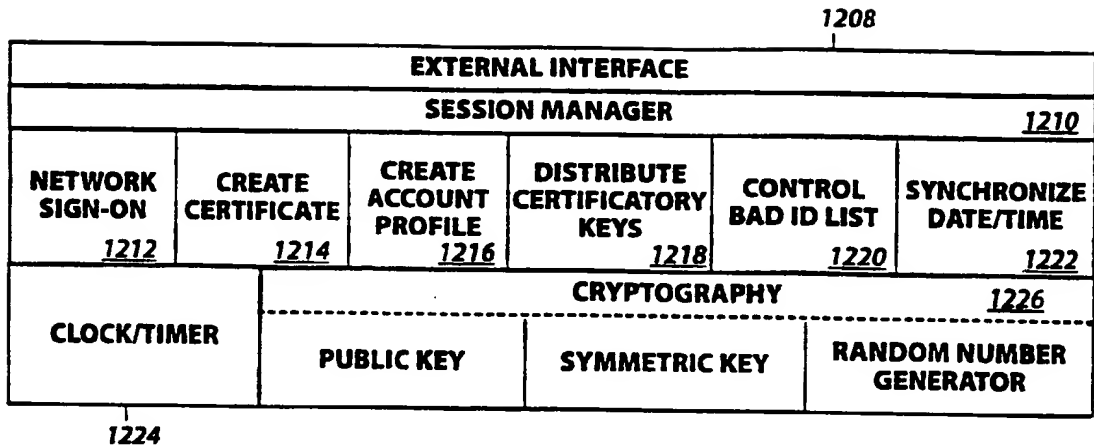 1208
EXTERNAL INTERFACE
SESSION MANAGER
1210
NETWORK
SIGN-ON
1212
CREATE
CERTIFICATE
1214
CREATE
ACCOUNT
PROFILE
1216
DISTRIBUTE
CERTIFICATORY
KEYS
1218
CONTROL
BAD ID LIST
1220
SYNCHRONIZE
DATE/TIME
1222
CLOCK/TIMER
CRYPTOGRAPHY
1226
PUBLIC KEY
SYMMETRIC KEY
RANDOM NUMBER
GENERATOR
1224